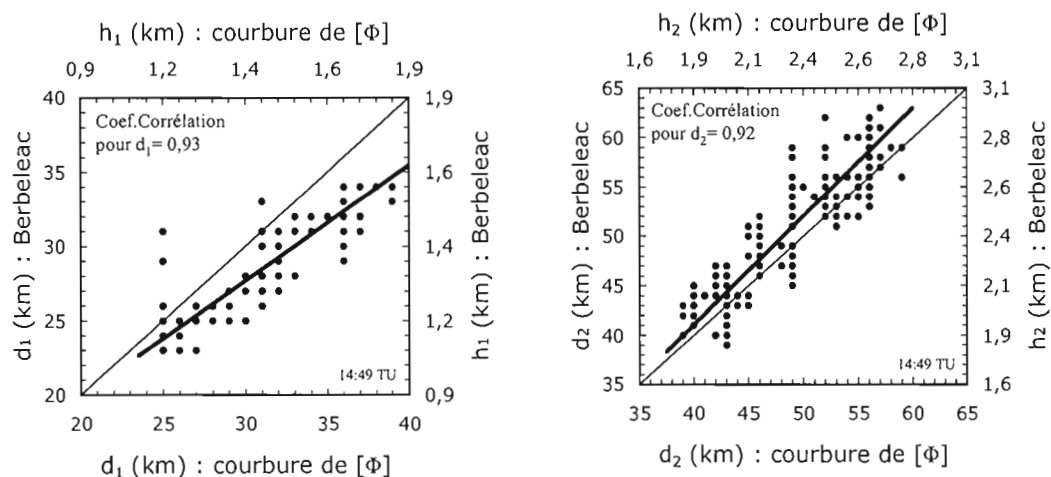 h₁ (km) : courbure de [Φ]
0,9 1,2 1,4 1,6 1,9
40
35
30
25
20
d₁ (km) : Berbeleac
Coef.Corrélation
pour d₁= 0,93
14:49 TU
1,9
1,6
1,4
1,2
0,9
h₁ (km) : Berbeleac
20 25 30 35 40
d₁ (km) : courbure de [Φ]
h₂ (km) : courbure de [Φ]
1,6 1,9 2,1 2,4 2,6 2,8 3,1
65
60
55
50
45
40
35
d₂ (km) : Berbeleac
Coef.Corrélation
pour d₂= 0,92
14:49 TU
3,1
2,8
2,6
2,4
2,1
1,9
1,6
h₂ (km) : Berbeleac
35 40 45 50 55 60 65
d₂ (km) : courbure de [Φ]